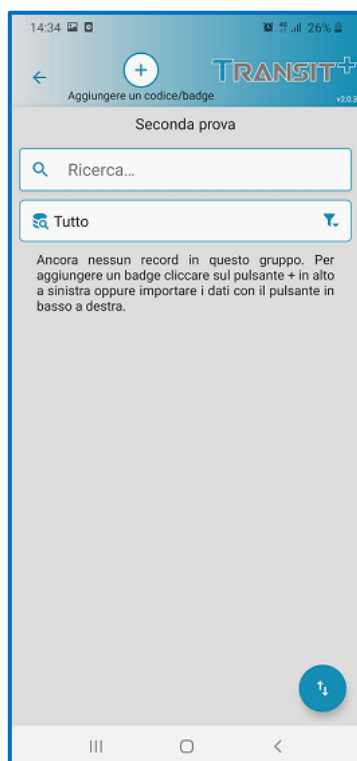 14:34 26%
TRANSIT+
Aggiungere un codice/badge
v2.0.3
Seconda prova
Ricerca...
Tutto
Ancora nessun record in questo gruppo. Per
aggiungere un badge cliccare sul pulsante + in alto
a sinistra oppure importare i dati con il pulsante in
basso a destra.